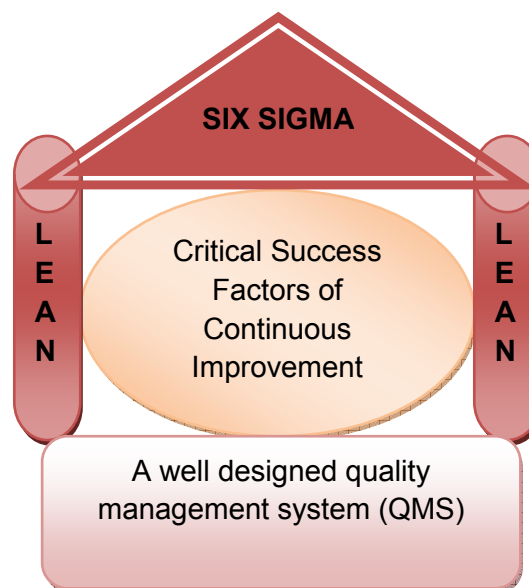 SIX SIGMA
L
E
A
N
Critical Success
Factors of
Continuous
Improvement
L
E
A
N
A well designed quality
management system (QMS)